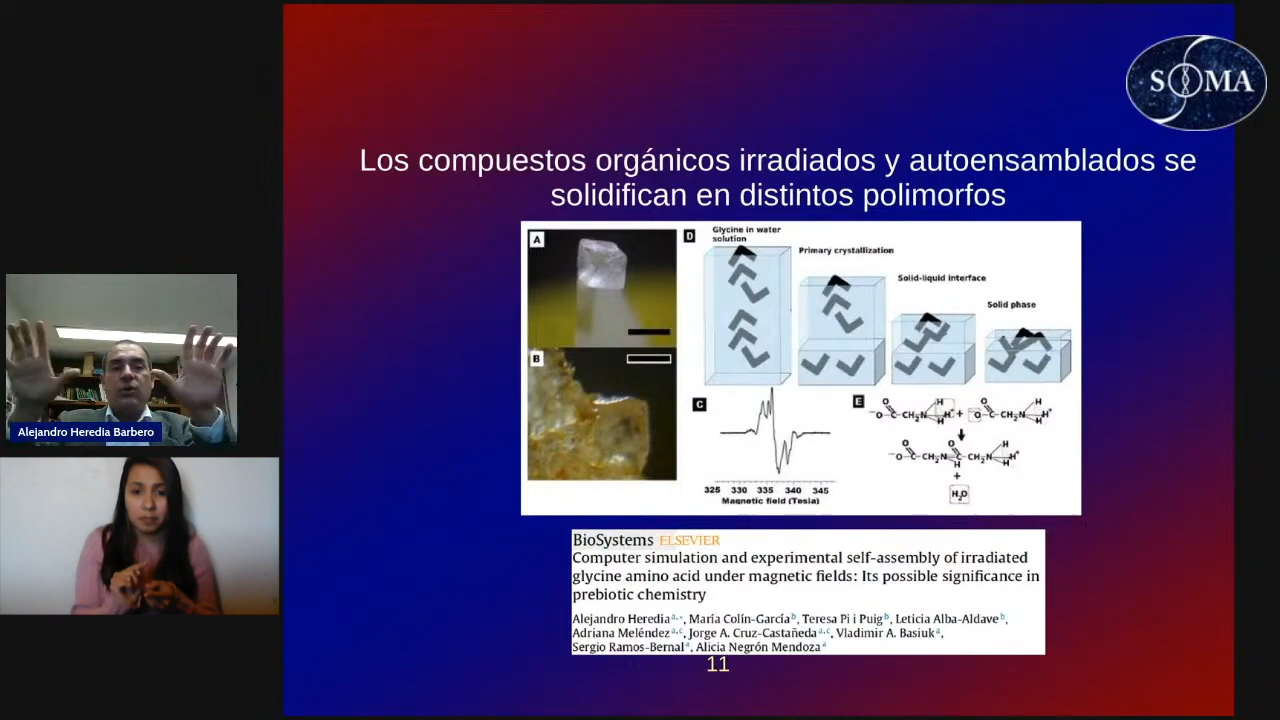 SOMA
Los compuestos orgánicos irradiados y autoensamblados se
solidifican en distintos polimorfos
A
B
D
Glycine in water
solution
Primary crystallization
Solid-liquid interface
Solid phase
C
325 330 335 340 345
Magnetic field (Tesla)
E
BioSystems ELSEVIER
Computer simulation and experimental self-assembly of irradiated
glycine amino acid under magnetic fields: Its possible significance in
prebiotic chemistry
Alejandro Heredia a,*, María Colín-García b, Teresa Pi i Puig b, Leticia Alba-Aldave b,
Adriana Meléndez a,c, Jorge A. Cruz-Castañeda a,c, Vladimir A. Basiuk a,
Sergio Ramos-Bernal a, Alicia Negrón Mendoza a
11
Alejandro Heredia Barbero